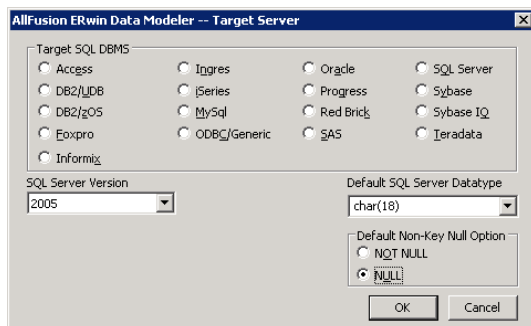 AllFusion ERwin Data Modeler -- Target Server
Target SQL DBMS
Access Ingres Oracle SQL Server
DB2/UDB iSeries Progress Sybase
DB2/zOS MySql Red Brick Sybase IQ
Foxpro ODBC/Generic SAS Teradata
Informix
SQL Server Version Default SQL Server Datatype
2005 char(18)
Default Non-Key Null Option
NOT NULL
NULL
OK Cancel